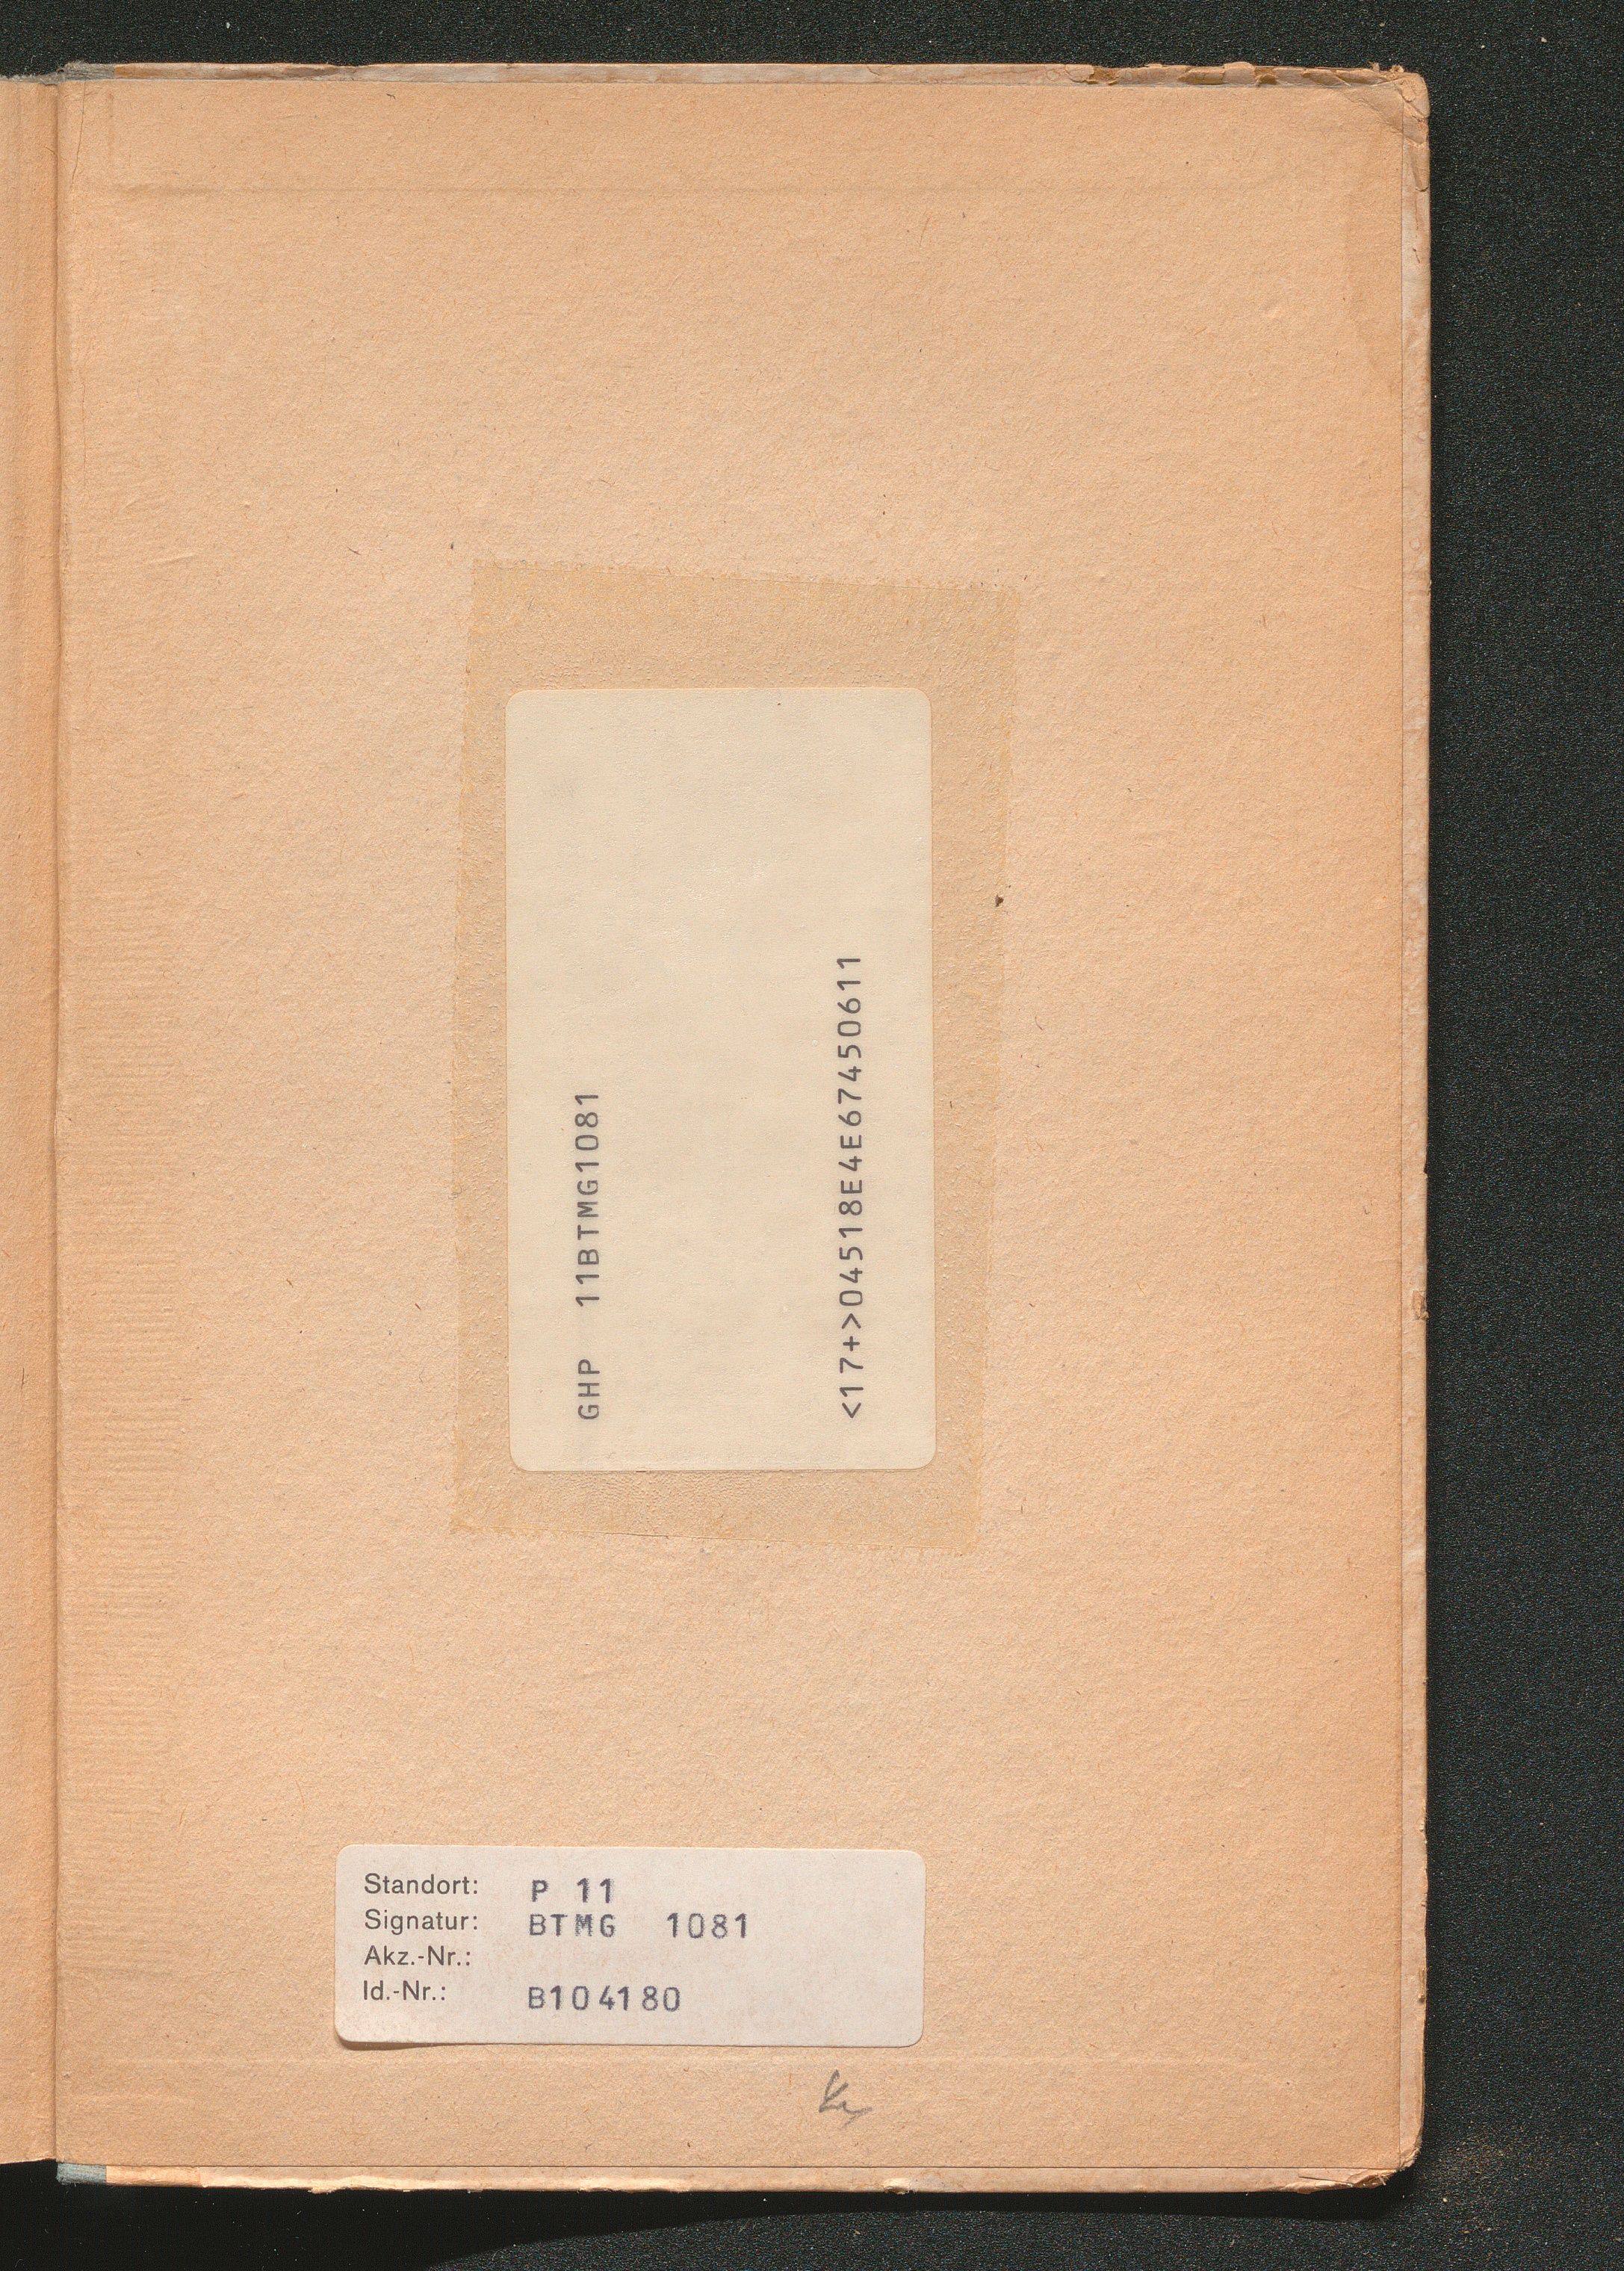 GHP 11BTMG1081
<17+>04518E4E67450611
Standort: P 11
Signatur: BTMG 1081
Akz.-Nr.:
Id.-Nr.: B104180